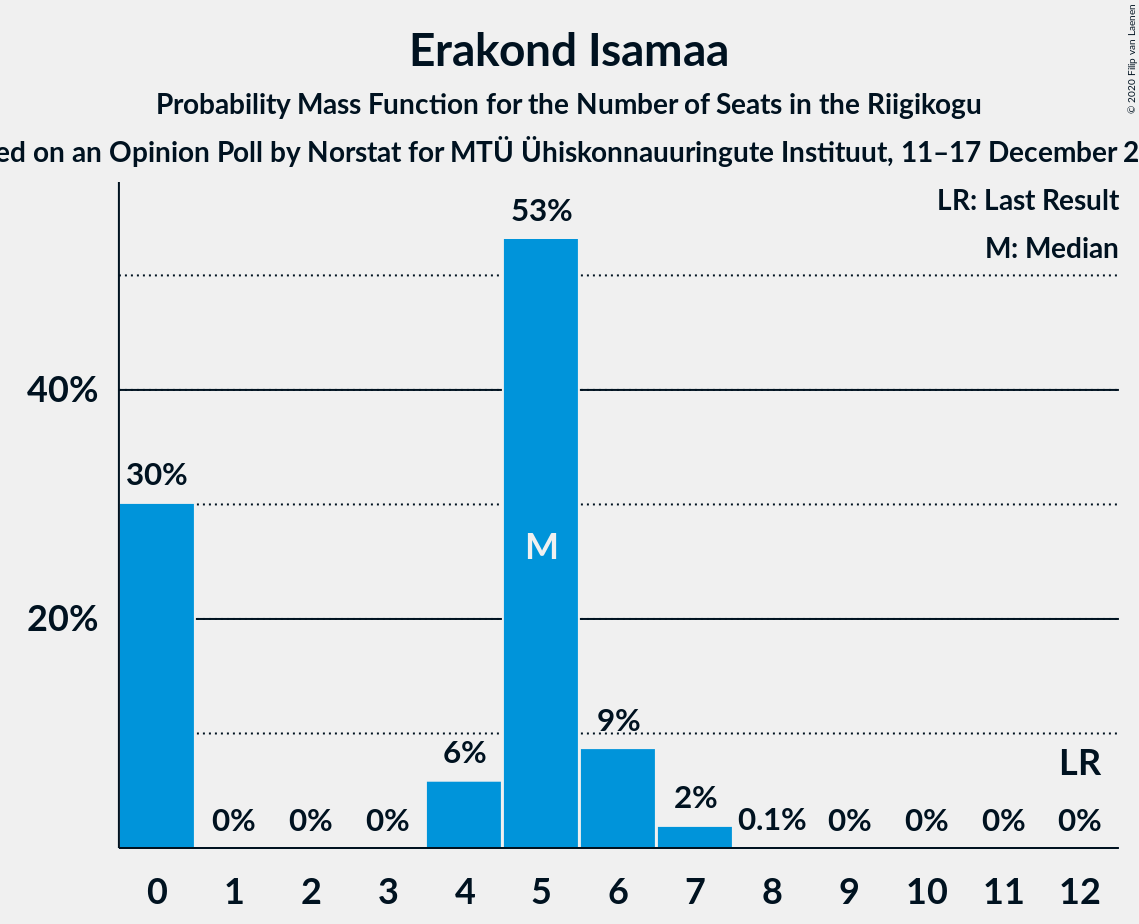 © 2020 Filip van Laenen
Erakond Isamaa
Probability Mass Function for the Number of Seats in the Riigikogu
ed on an Opinion Poll by Norstat for MTÜ Ühiskonnauuringute Instituut, 11–17 December 2
LR: Last Result
M: Median
53%
40%
30%
M
20%
9%
6%
LR
2%
0% 0% 0% 0.1% 0% 0% 0% 0%
0 1 2 3 4 5 6 7 8 9 10 11 12